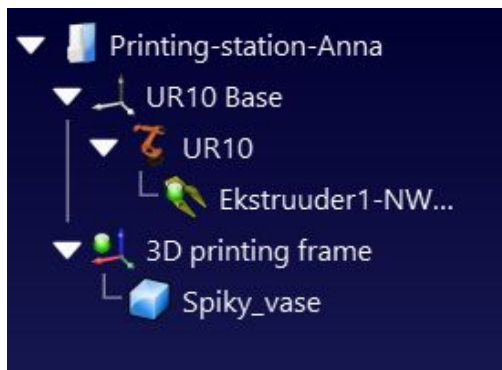 Printing-station-Anna
UR10 Base
UR10
Ekstruuder1-NW...
3D printing frame
Spiky_vase